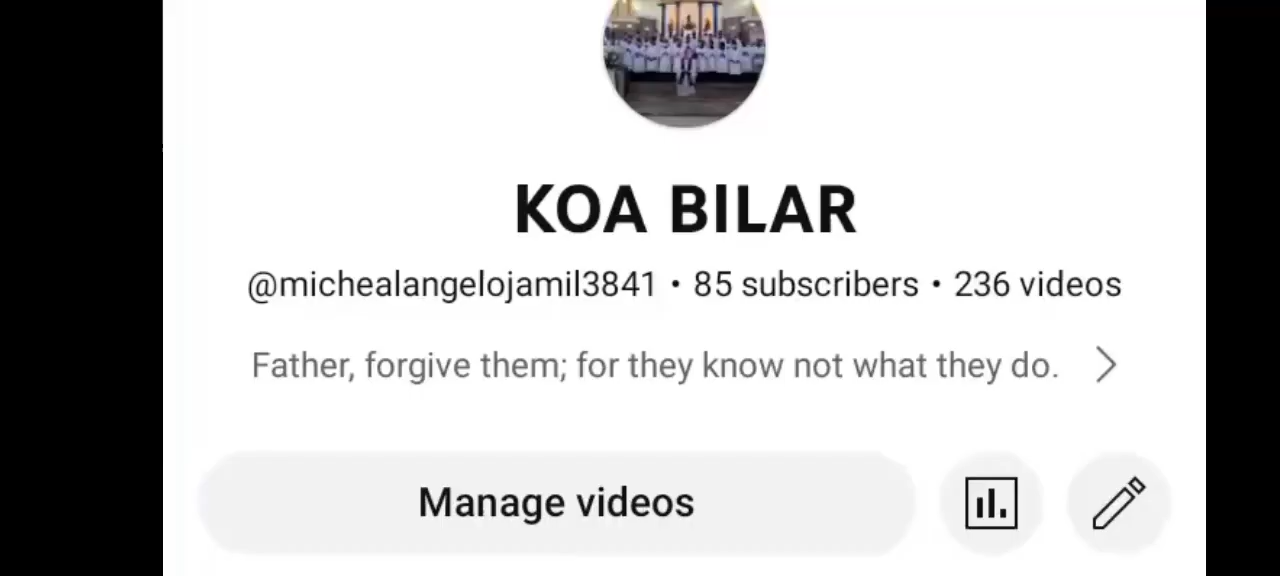 KOA BILAR
@michealangelojamil3841 • 85 subscribers • 236 videos
Father, forgive them; for they know not what they do.
Manage videos